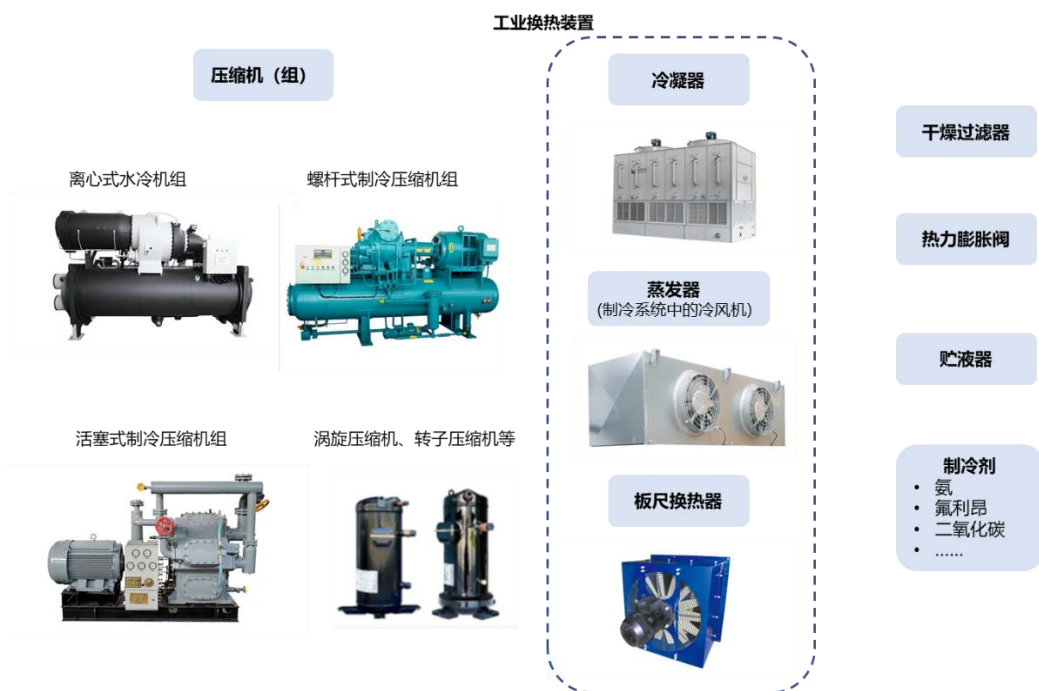 工业换热装置
压缩机（组）
离心式水冷机组
螺杆式制冷压缩机组
活塞式制冷压缩机组
涡旋压缩机、转子压缩机等
冷凝器
蒸发器
(制冷系统中的冷风机)
板尺换热器
干燥过滤器
热力膨胀阀
贮液器
制冷剂
• 氨
• 氟利昂
• 二氧化碳
• ......